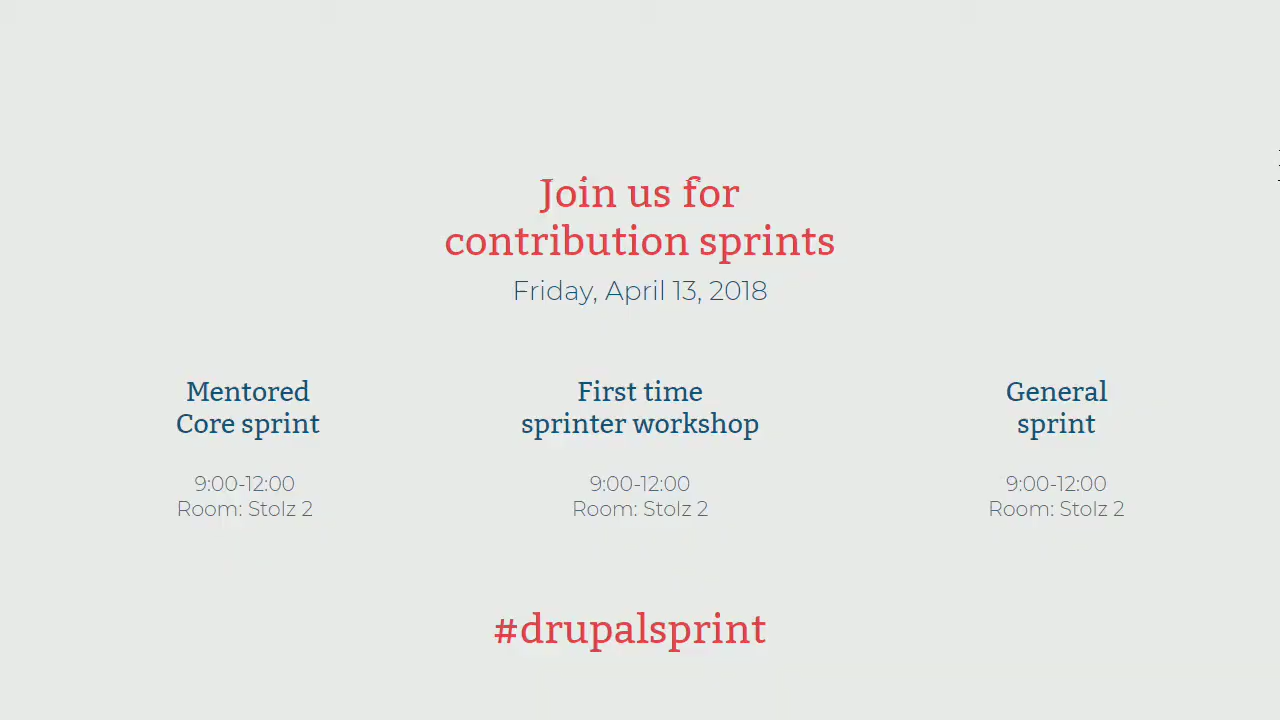 Join us for
contribution sprints
Friday, April 13, 2018
Mentored
Core sprint
9:00-12:00
Room: Stolz 2
First time
sprinter workshop
9:00-12:00
Room: Stolz 2
General
sprint
9:00-12:00
Room: Stolz 2
#drupalsprint